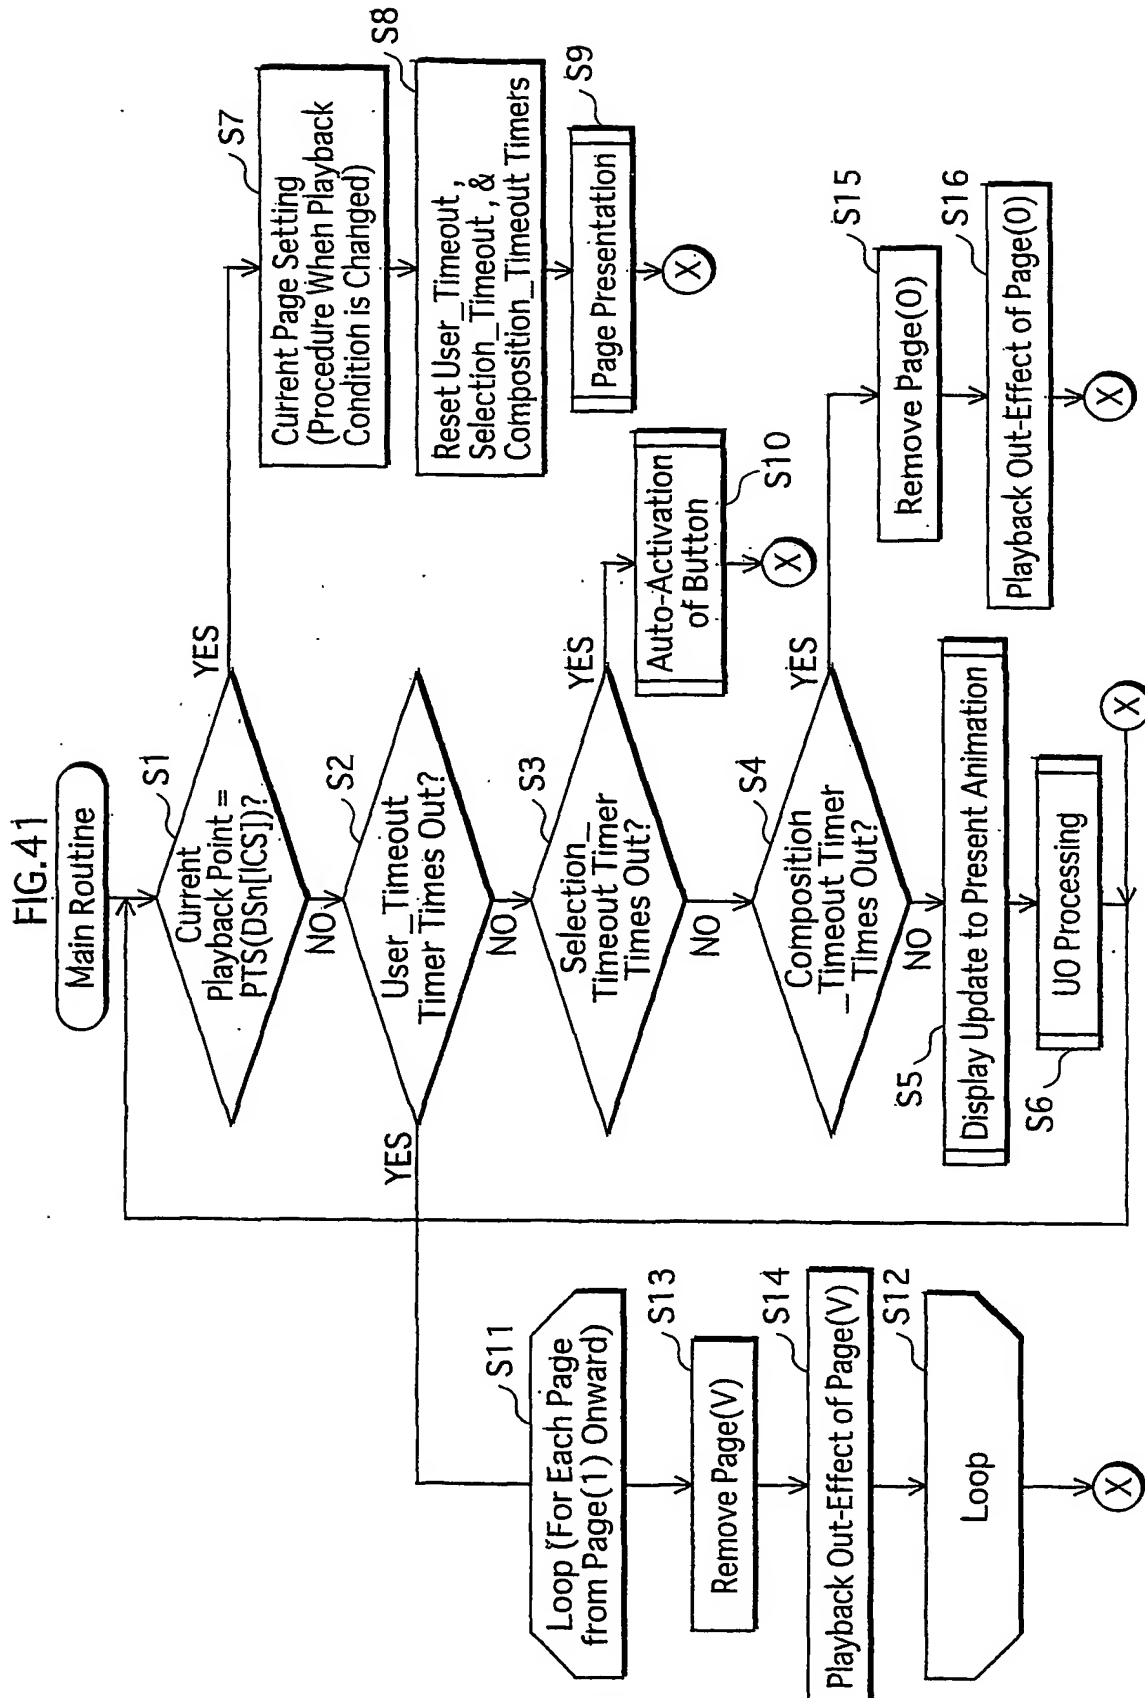 FIG.41
Main Routine
S1
Current
Playback Point =
PTS(DSn[ICS])?
YES
NO
S7
Current Page Setting
(Procedure When Playback
Condition is Changed)
S8
Reset User_Timeout,
Selection_Timeout, &
Composition_Timeout Timers
S9
Page Presentation
X
S2
User_Timeout
Timer Times Out?
YES
NO
S3
Selection_
Timeout Timer
Times Out?
YES
NO
Auto-Activation
of Button
S10
X
S4
Composition
_Timeout Timer
Times Out?
YES
NO
S15
Remove Page(0)
S16
Playback Out-Effect of Page(0)
X
S5
Display Update to Present Animation
UO Processing
S6
X
S11
Loop (For Each Page
from Page(1) Onward)
S13
Remove Page(V)
S14
Playback Out-Effect of Page(V)
S12
Loop
X